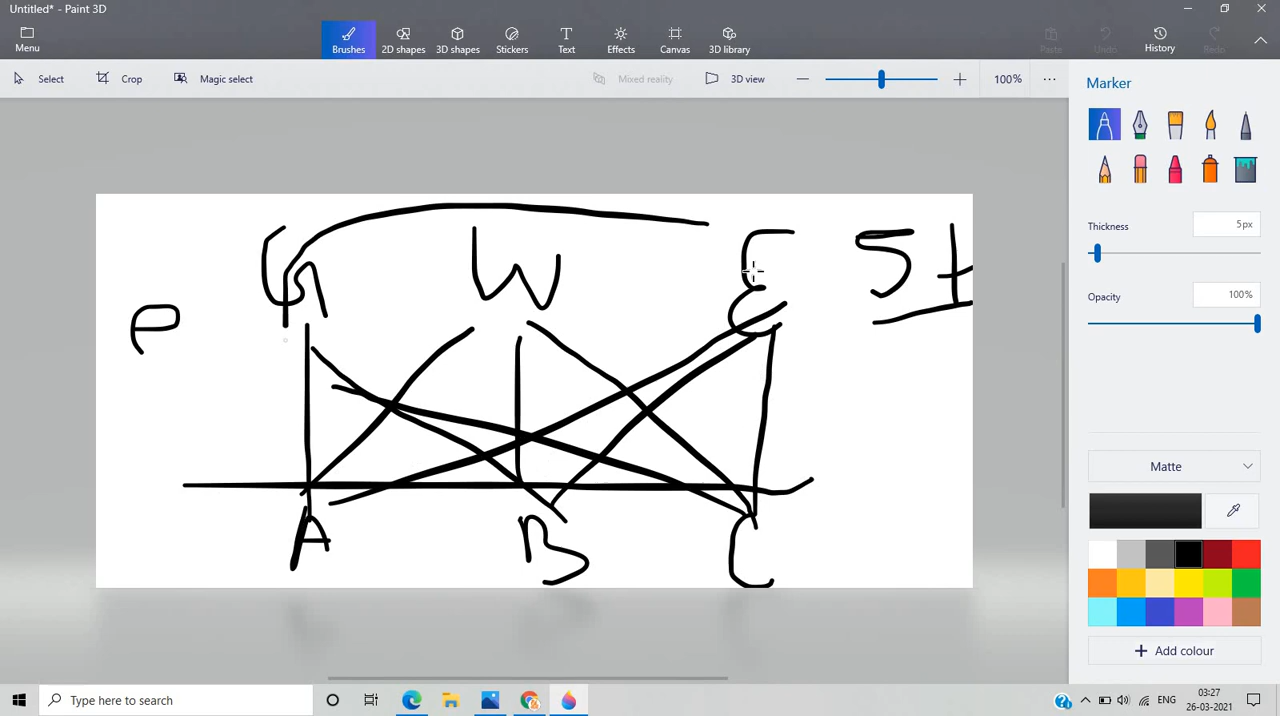 Untitled* - Paint 3D
Menu
Brushes
2D shapes
3D shapes
Stickers
Text
Effects
Canvas
3D library
Paste
Undo
History
Redo
Select
Crop
Magic select
Mixed reality
3D view
100%
Marker
Thickness
5px
Opacity
100%
Matte
Add colour
G W E 5+
e
A B C
Type here to search
ENG
03:27
26-03-2021